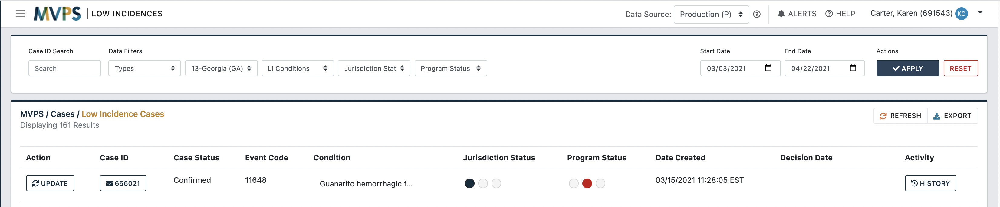 MVPS | LOW INCIDENCES Data Source: Production (P) ALERTS HELP Carter, Karen (691543) KC
Case ID Search Data Filters Start Date End Date Actions
Search Types 13-Georgia (GA) LI Conditions Jurisdiction Stat Program Status 03/03/2021 04/22/2021 APPLY RESET
MVPS / Cases / Low Incidence Cases
Displaying 161 Results
REFRESH EXPORT
Action Case ID Case Status Event Code Condition Jurisdiction Status Program Status Date Created Decision Date Activity
UPDATE 656021 Confirmed 11648 Guanarito hemorrhagic f... 03/15/2021 11:28:05 EST HISTORY